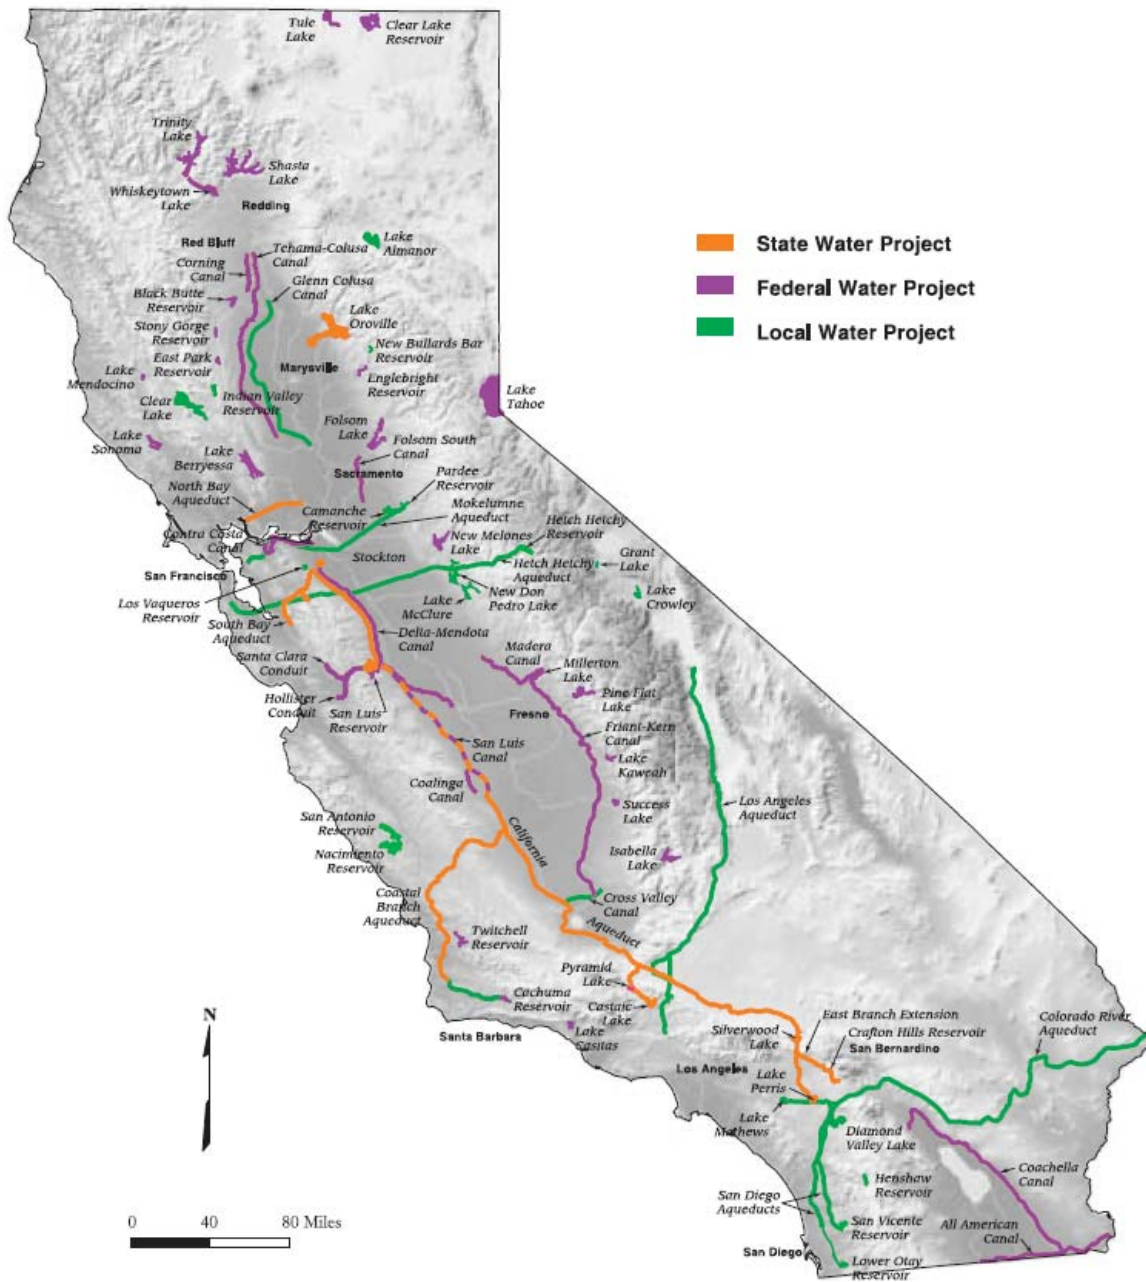 Tule
Lake
Clear Lake
Reservoir
Trinity
Lake
Shasta
Lake
Whiskeytown
Lake
Redding
Red Bluff
Tehama-Colusa
Canal
Lake
Almanor
Corning
Canal
Glenn Colusa
Canal
Black Butte
Reservoir
Lake
Oroville
Stony Gorge
Reservoir
New Bullards Bar
Reservoir
East Park
Reservoir
Marysville
Englebright
Reservoir
Lake
Mendocino
Indian Valley
Reservoir
Clear
Lake
Lake
Tahoe
State Water Project
Federal Water Project
Local Water Project
Folsom
Lake
Folsom South
Canal
Lake
Sonoma
Lake
Berryessa
Sacramento
Pardee
Reservoir
North Bay
Aqueduct
Camanche
Reservoir
Mokelumne
Aqueduct
Hetch Hetchy
Reservoir
Contra Costa
Canal
New Melones
Lake
Stockton
Hetch Hetchy
Aqueduct
Grant
Lake
San Francisco
New Don
Pedro Lake
Lake
Crowley
Los Vaqueros
Reservoir
Lake
McClure
South Bay
Aqueduct
Delta-Mendota
Canal
Madera
Canal
Santa Clara
Conduit
Millerton
Lake
Hollister
Conduit
San Luis
Reservoir
Pine Flat
Lake
Fresno
Friant-Kern
Canal
San Luis
Canal
Lake
Kaweah
Coalinga
Canal
Success
Lake
Los Angeles
Aqueduct
San Antonio
Reservoir
California
Nacimiento
Reservoir
Isabella
Lake
Coastal
Branch
Aqueduct
Cross Valley
Canal
Twitchell
Reservoir
Aqueduct
Pyramid
Lake
Cachuma
Reservoir
Castaic
Lake
Santa Barbara
Lake
Casitas
N
Silverwood
Lake
East Branch Extension
Crafton Hills Reservoir
San Bernardino
Colorado River
Aqueduct
Los Angeles
Lake
Perris
Lake
Mathews
Diamond
Valley Lake
Coachella
Canal
Henshaw
Reservoir
San Diego
Aqueducts
San Vicente
Reservoir
All American
Canal
San Diego
Lower Otay
Reservoir
0 40 80 Miles